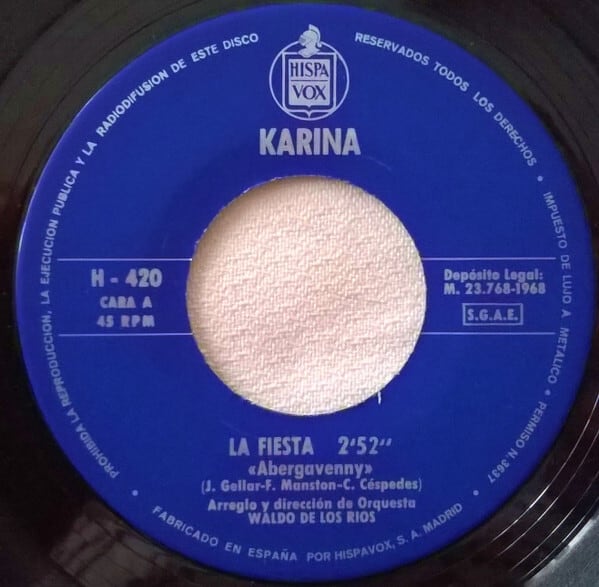 PROHIBIDA LA REPRODUCCION, LA EJECUCION PUBLICA Y LA RADIODIFUSION DE ESTE DISCO
RESERVADOS TODOS LOS DERECHOS • IMPUESTO DE LUJO A METALICO • PERMISO N. 3637
HISPA
VOX
KARINA
H - 420
CARA A
45 RPM
Depósito Legal:
M. 23.768-1968
S.G.A.E.
LA FIESTA 2'52"
«Abergavenny»
(J. Gellar-F. Manston-C. Céspedes)
Arreglo y dirección de Orquesta
WALDO DE LOS RIOS
• FABRICADO EN ESPAÑA POR HISPAVOX, S. A. MADRID •